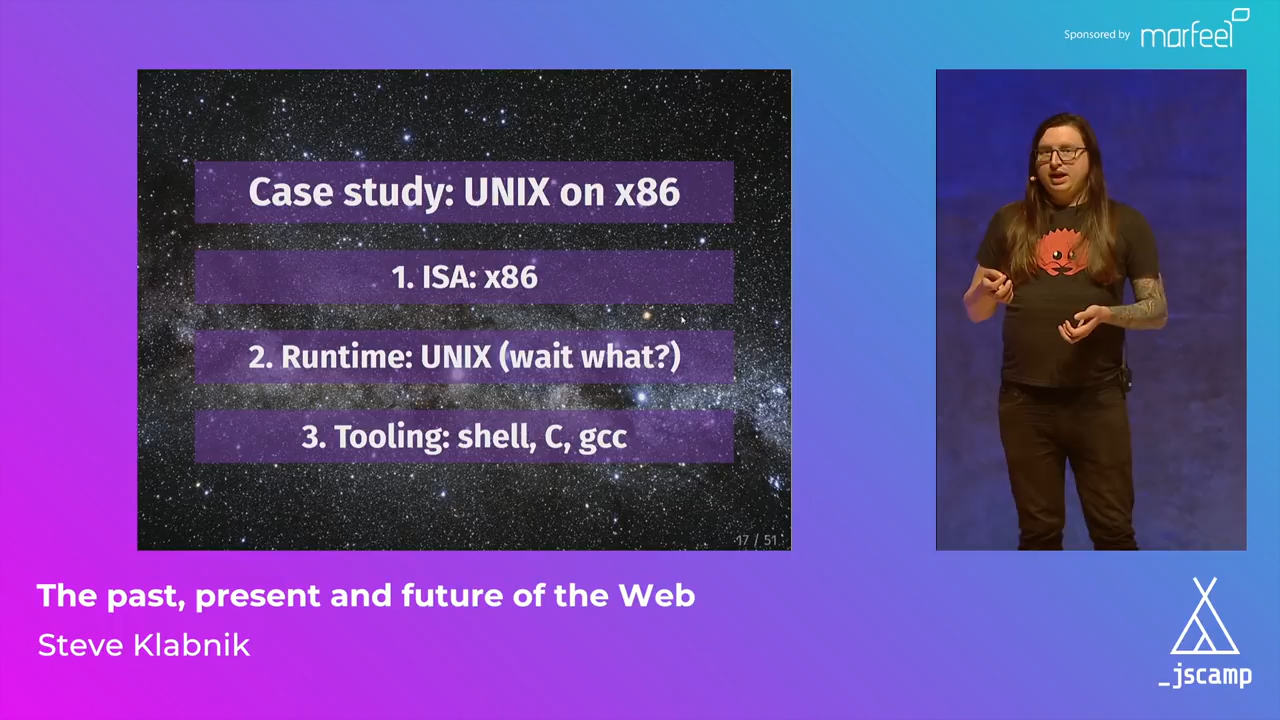 Sponsored by marfeel
Case study: UNIX on x86
1. ISA: x86
2. Runtime: UNIX (wait what?)
3. Tooling: shell, C, gcc
17 / 51
The past, present and future of the Web
Steve Klabnik
_jscamp